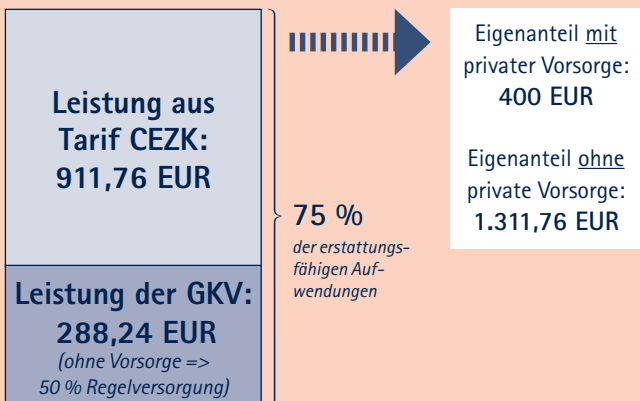 Leistung aus
Tarif CEZK:
911,76 EUR
Leistung der GKV:
288,24 EUR
(ohne Vorsorge =>
50 % Regelversorgung)
75 %
der erstattungs-
fähigen Auf-
wendungen
Eigenanteil mit
privater Vorsorge:
400 EUR
Eigenanteil ohne
private Vorsorge:
1.311,76 EUR